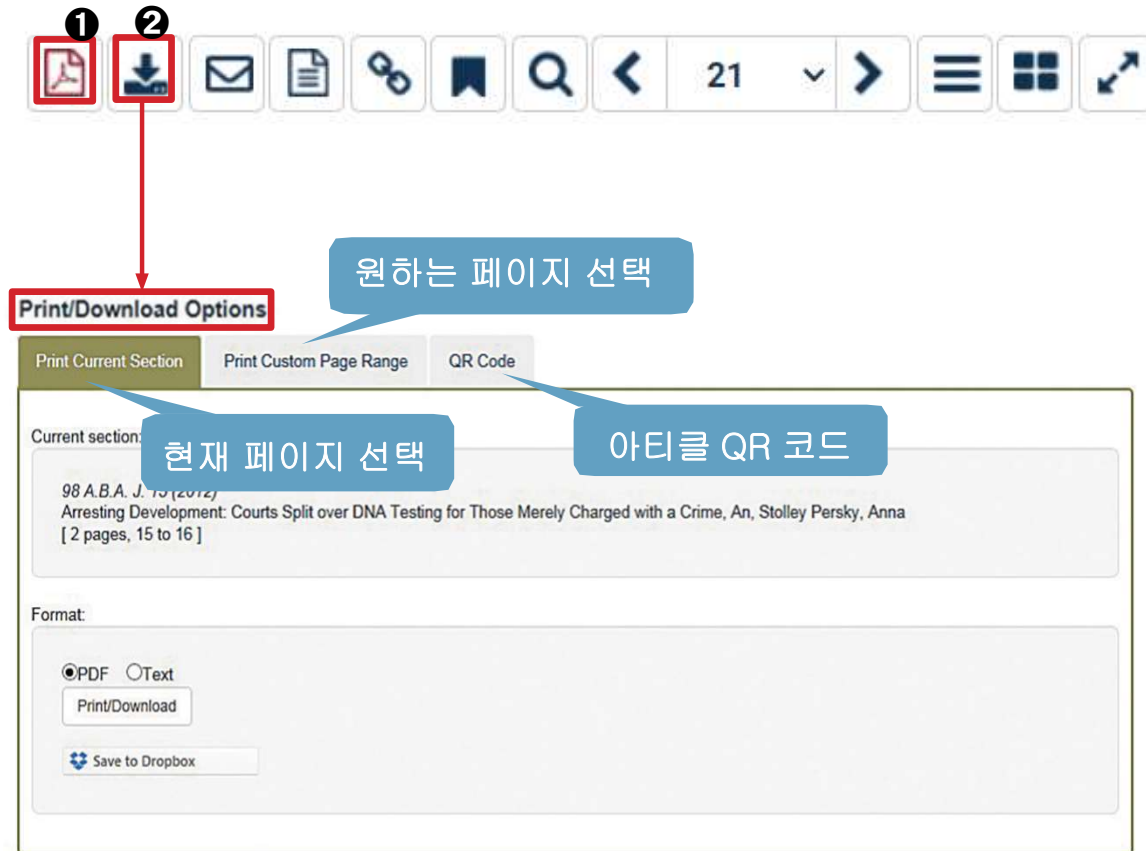 ❶ ❷
21
원하는 페이지 선택
Print/Download Options
Print Current Section Print Custom Page Range QR Code
현재 페이지 선택
아티클 QR 코드
Current section:
98 A.B.A. J. 15 (2012)
Arresting Development: Courts Split over DNA Testing for Those Merely Charged with a Crime, An, Stolley Persky, Anna
[ 2 pages, 15 to 16 ]
Format:
PDF Text
Print/Download
Save to Dropbox